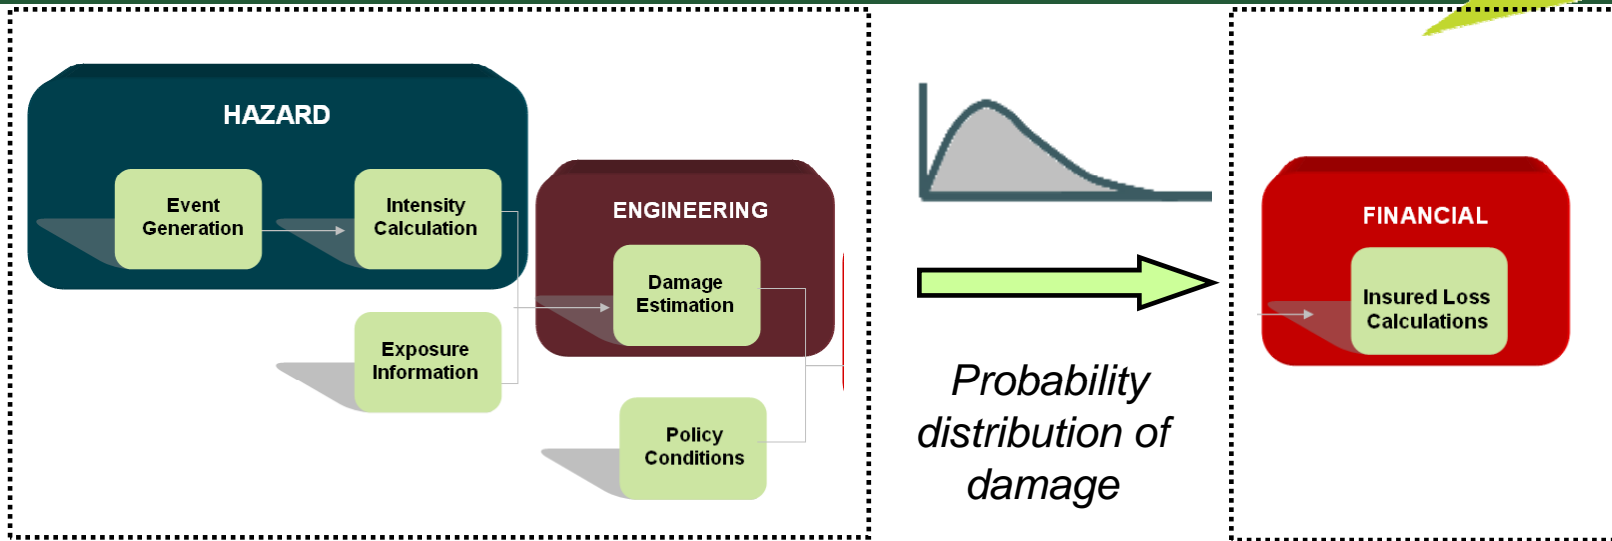 HAZARD
Event
Generation
Intensity
Calculation
Exposure
Information
ENGINEERING
Damage
Estimation
Policy
Conditions
Probability
distribution of
damage
FINANCIAL
Insured Loss
Calculations